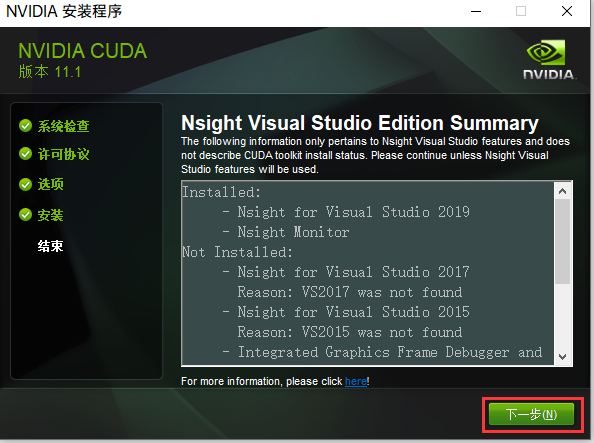 NVIDIA 安装程序
NVIDIA CUDA
版本 11.1
NVIDIA.
系统检查
许可协议
选项
安装
结束
Nsight Visual Studio Edition Summary
The following information only pertains to Nsight Visual Studio features and does
not describe CUDA toolkit install status. Please continue unless Nsight Visual
Studio features will be used.
Installed:
- Nsight for Visual Studio 2019
- Nsight Monitor
Not Installed:
- Nsight for Visual Studio 2017
Reason: VS2017 was not found
- Nsight for Visual Studio 2015
Reason: VS2015 was not found
- Integrated Graphics Frame Debugger and
For more information, please click here!
下一步(N)